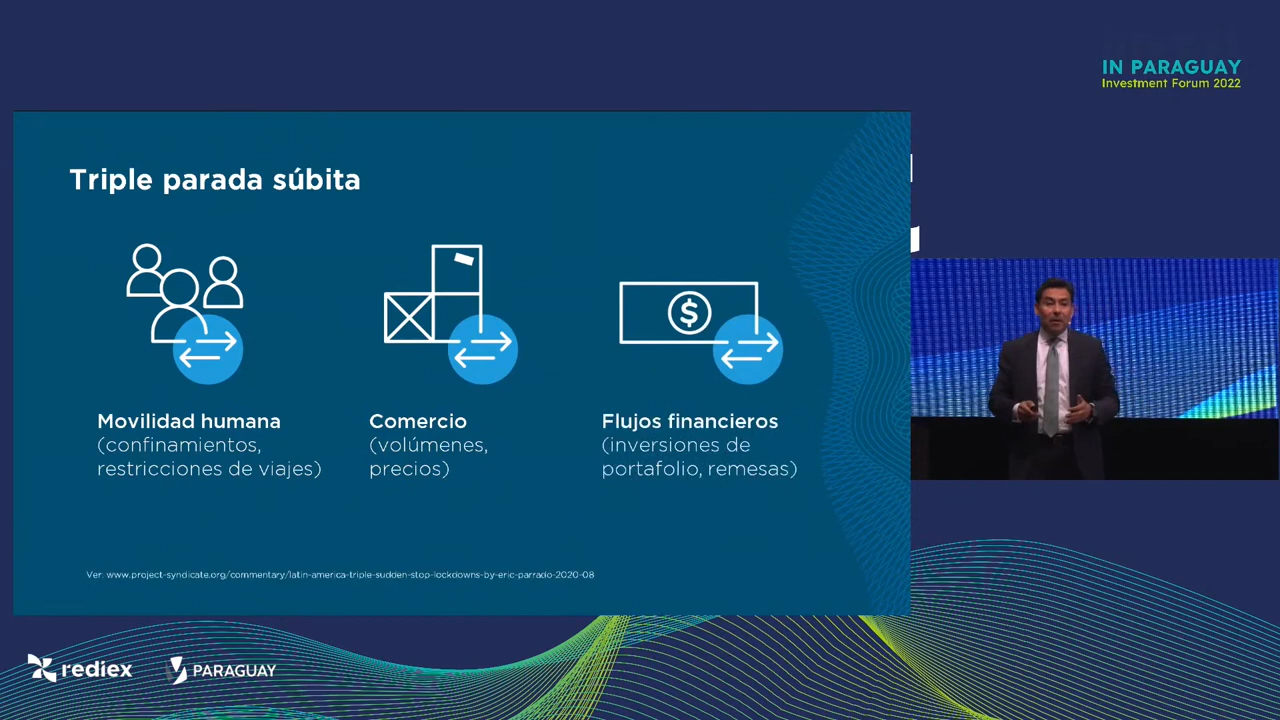 IN PARAGUAY
Investment Forum 2022
Triple parada súbita
Movilidad humana
(confinamientos,
restricciones de viajes)
Comercio
(volúmenes,
precios)
Flujos financieros
(inversiones de
portafolio, remesas)
Ver: www.project-syndicate.org/commentary/latin-america-triple-sudden-stop-lockdowns-by-eric-parrado-2020-08
rediex
PARAGUAY